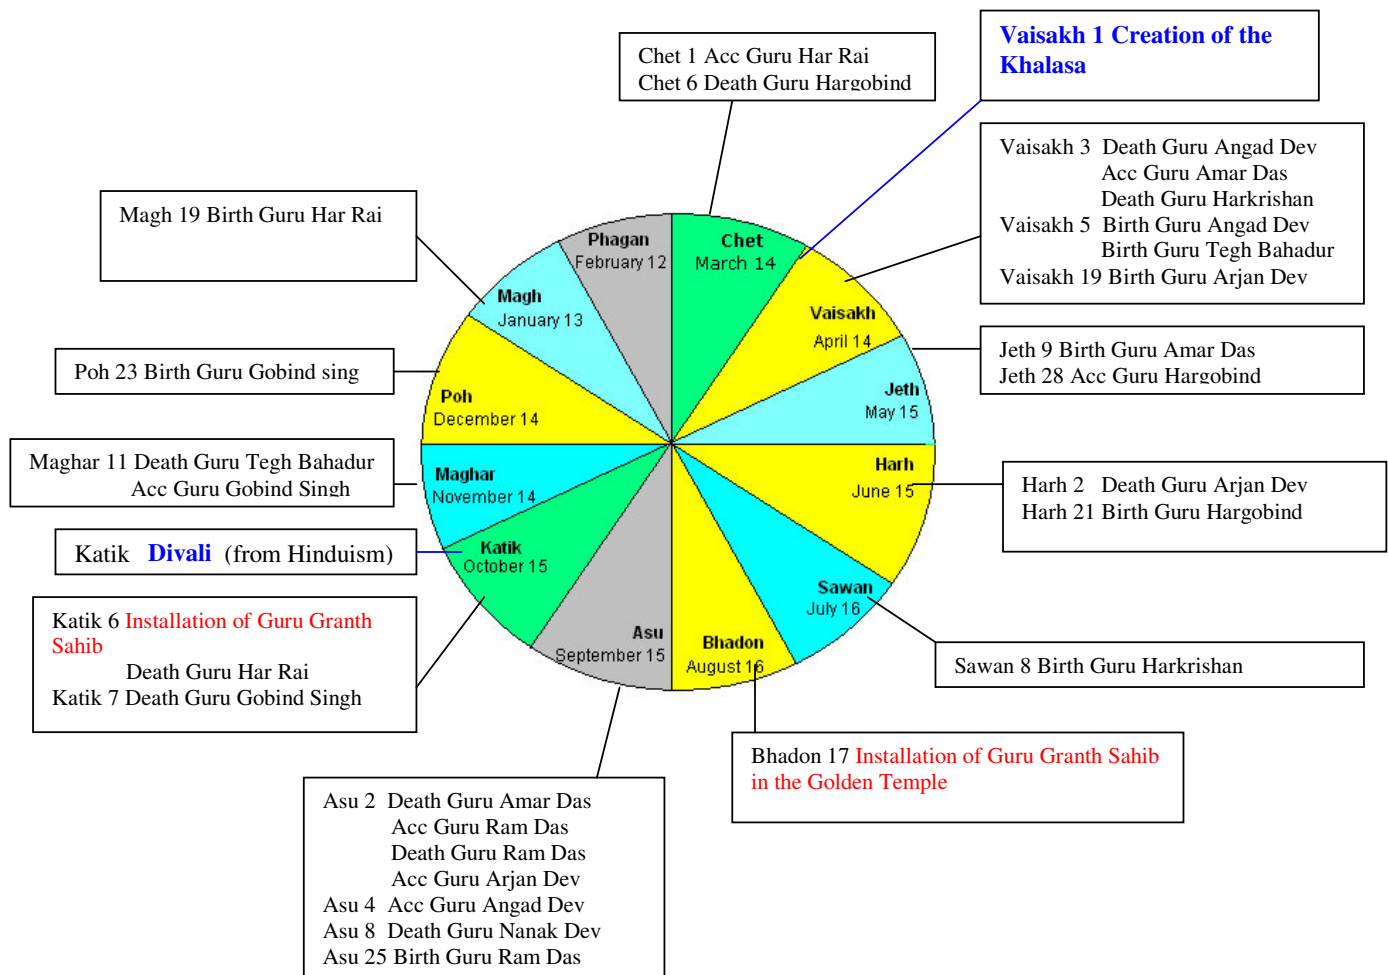 Chet 1 Acc Guru Har Rai
Chet 6 Death Guru Hargobind
Vaisakh 1 Creation of the
Khalasa
Vaisakh 3 Death Guru Angad Dev
Acc Guru Amar Das
Death Guru Harkrishan
Vaisakh 5 Birth Guru Angad Dev
Birth Guru Tegh Bahadur
Vaisakh 19 Birth Guru Arjan Dev
Magh 19 Birth Guru Har Rai
Phagan
February 12
Chet
March 14
Magh
January 13
Vaisakh
April 14
Jeth 9 Birth Guru Amar Das
Jeth 28 Acc Guru Hargobind
Poh 23 Birth Guru Gobind sing
Poh
December 14
Jeth
May 15
Maghar 11 Death Guru Tegh Bahadur
Acc Guru Gobind Singh
Maghar
November 14
Harh
June 15
Harh 2 Death Guru Arjan Dev
Harh 21 Birth Guru Hargobind
Katik Divali (from Hinduism)
Katik
October 15
Sawan
July 16
Katik 6 Installation of Guru Granth
Sahib
Death Guru Har Rai
Katik 7 Death Guru Gobind Singh
Asu
September 15
Bhadon
August 16
Sawan 8 Birth Guru Harkrishan
Bhadon 17 Installation of Guru Granth Sahib
in the Golden Temple
Asu 2 Death Guru Amar Das
Acc Guru Ram Das
Death Guru Ram Das
Acc Guru Arjan Dev
Asu 4 Acc Guru Angad Dev
Asu 8 Death Guru Nanak Dev
Asu 25 Birth Guru Ram Das